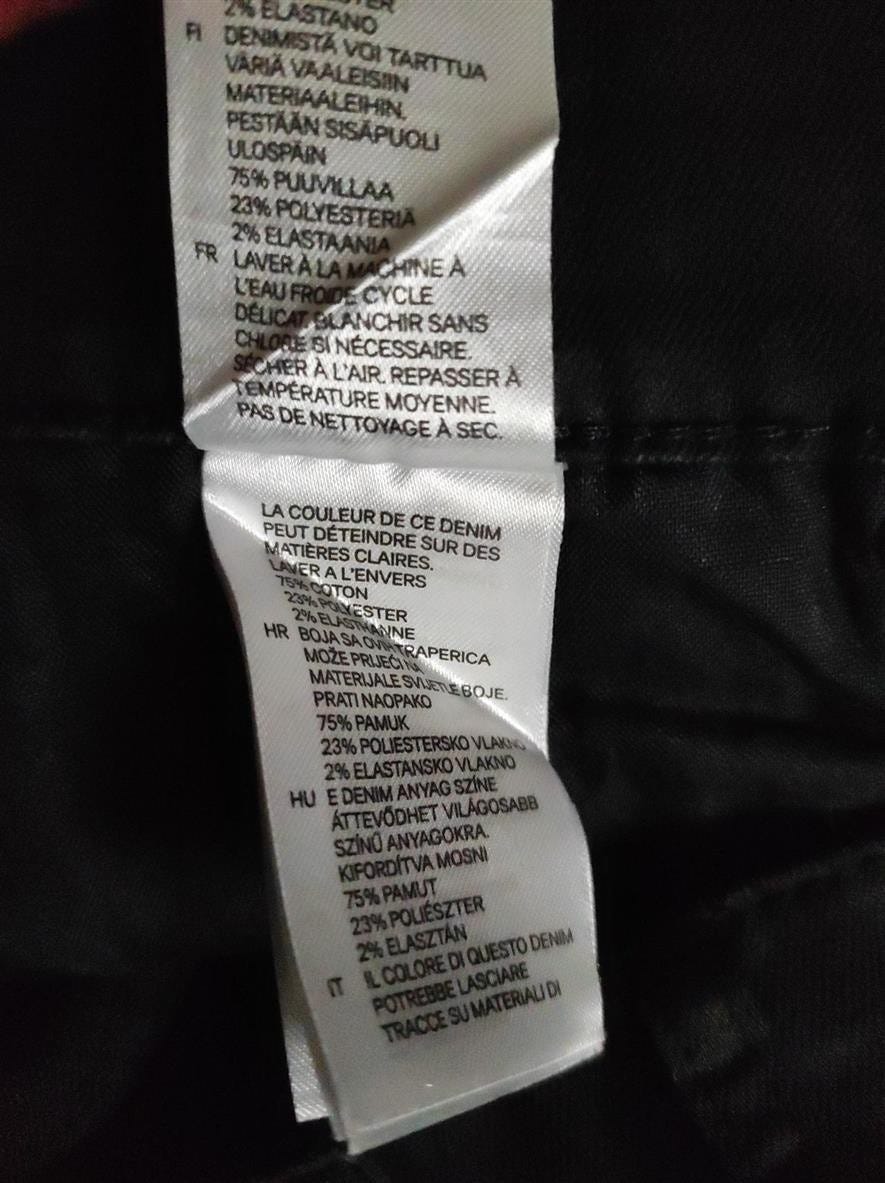 2% ELASTANO
FI DENIMISTÄ VOI TARTTUA
VÄRIÄ VAALEISIIN
MATERIAALEIHIN.
PESTÄÄN SISÄPUOLI
ULOSPÄIN
75% PUUVILLAA
23% POLYESTERIÄ
2% ELASTAANIA
FR LAVER À LA MACHINE À
L'EAU FROIDE CYCLE
DÉLICAT. BLANCHIR SANS
CHLORE SI NÉCESSAIRE.
SÉCHER À L'AIR. REPASSER À
TEMPÉRATURE MOYENNE.
PAS DE NETTOYAGE À SEC.
LA COULEUR DE CE DENIM
PEUT DÉTEINDRE SUR DES
MATIÈRES CLAIRES.
LAVER A L'ENVERS
75% COTON
23% POLYESTER
2% ELASTHANNE
HR BOJA SA OVIH TRAPERICA
MOŽE PRIJEĆI NA
MATERIJALE SVIJETLE BOJE.
PRATI NAOPAKO
75% PAMUK
23% POLIESTERSKO VLAKNO
2% ELASTANSKO VLAKNO
HU E DENIM ANYAG SZÍNE
ÁTTEVŐDHET VILÁGOSABB
SZÍNŰ ANYAGOKRA.
KIFORDÍTVA MOSNI
75% PAMUT
23% POLIÉSZTER
2% ELASZTÁN
IT IL COLORE DI QUESTO DENIM
POTREBBE LASCIARE
TRACCE SU MATERIALI DI